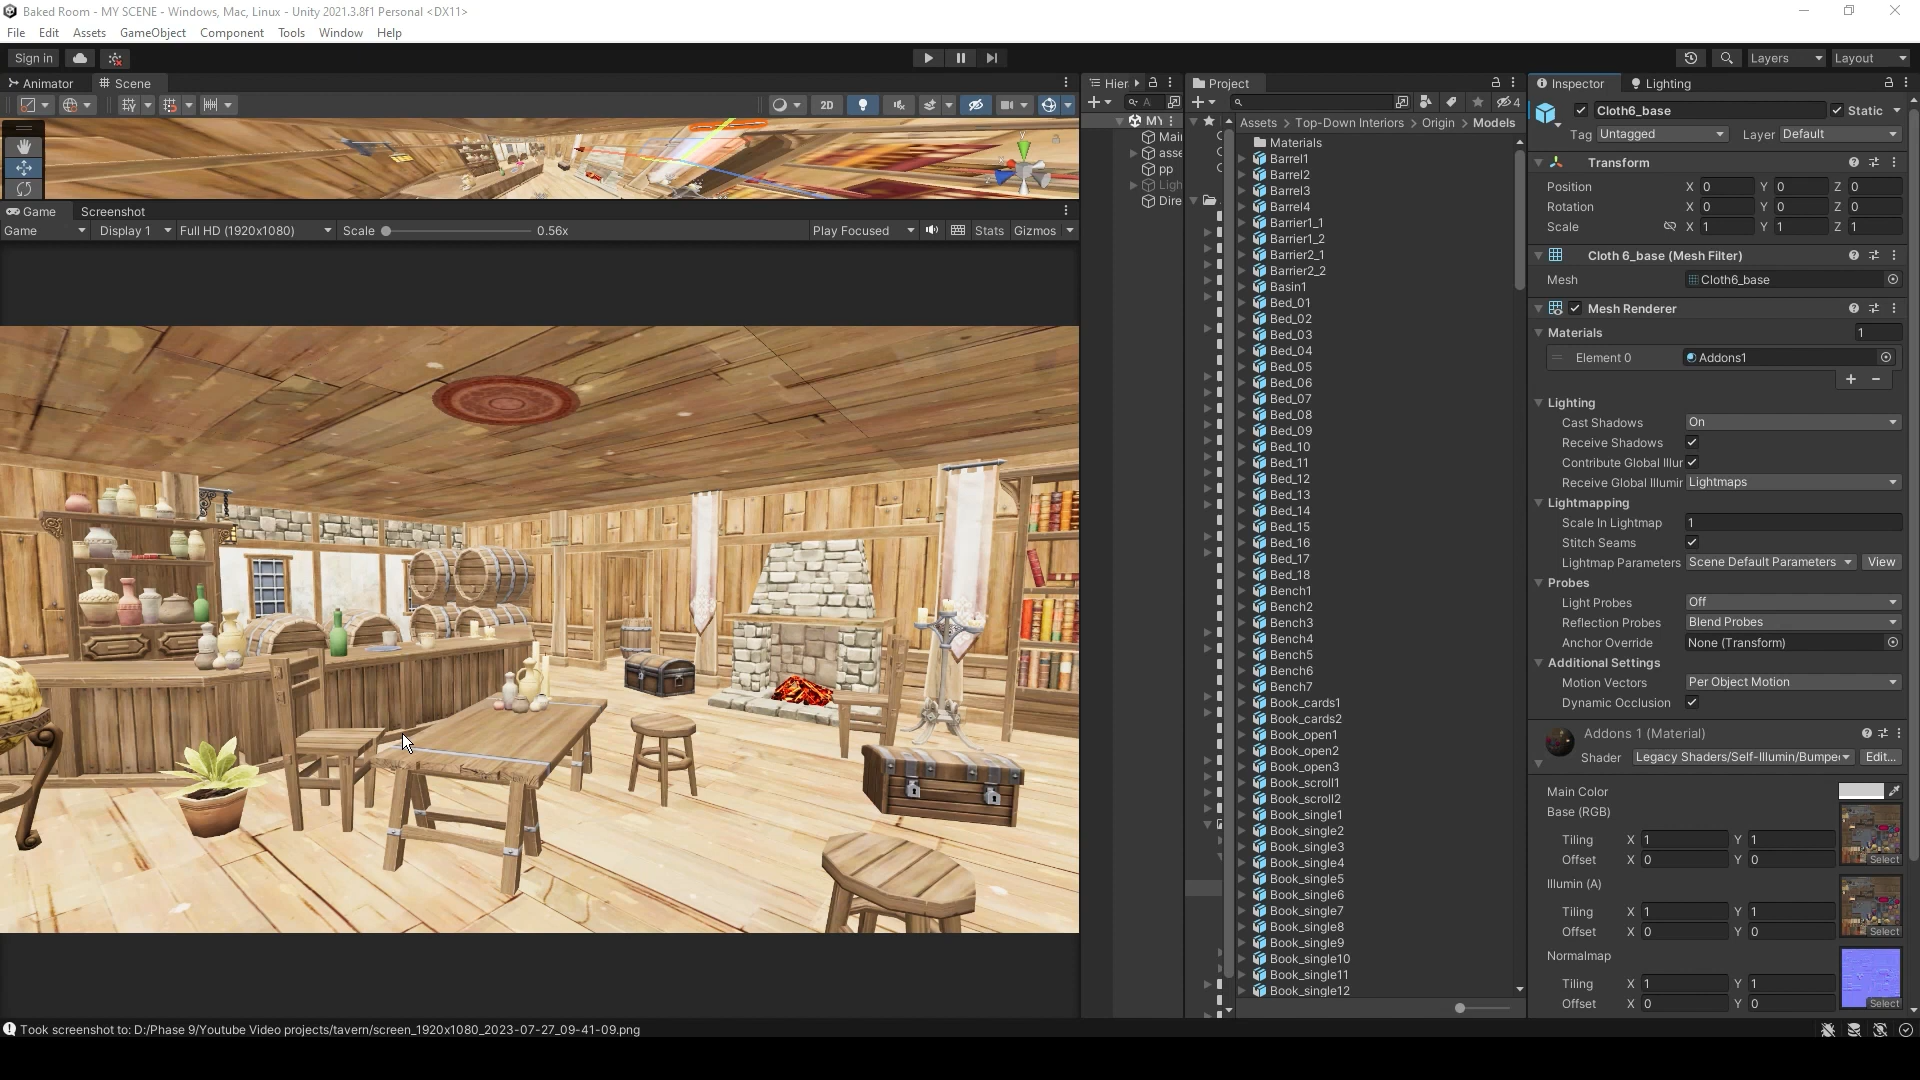 Baked Room - MY SCENE - Windows, Mac, Linux - Unity 2021.3.8f1 Personal <DX11>
File Edit Assets GameObject Component Tools Window Help
Sign in Layers Layout
Animator Scene
2D
Game Screenshot
Game Display 1 Full HD (1920x1080) Scale 0.56x Play Focused Stats Gizmos
Hier
A
MY
Mai
asse
pp
Ligh
Dire
Project
4
Assets > Top-Down Interiors > Origin > Models
Materials
Barrel1
Barrel2
Barrel3
Barrel4
Barrier1_1
Barrier1_2
Barrier2_1
Barrier2_2
Basin1
Bed_01
Bed_02
Bed_03
Bed_04
Bed_05
Bed_06
Bed_07
Bed_08
Bed_09
Bed_10
Bed_11
Bed_12
Bed_13
Bed_14
Bed_15
Bed_16
Bed_17
Bed_18
Bench1
Bench2
Bench3
Bench4
Bench5
Bench6
Bench7
Book_cards1
Book_cards2
Book_open1
Book_open2
Book_open3
Book_scroll1
Book_scroll2
Book_single1
Book_single2
Book_single3
Book_single4
Book_single5
Book_single6
Book_single7
Book_single8
Book_single9
Book_single10
Book_single11
Book_single12
Inspector Lighting
Cloth6_base Static
Tag Untagged Layer Default
Transform
Position X 0 Y 0 Z 0
Rotation X 0 Y 0 Z 0
Scale X 1 Y 1 Z 1
Cloth 6_base (Mesh Filter)
Mesh Cloth6_base
Mesh Renderer
Materials 1
Element 0 Addons1
Lighting
Cast Shadows On
Receive Shadows
Contribute Global Illur
Receive Global Illumir Lightmaps
Lightmapping
Scale In Lightmap 1
Stitch Seams
Lightmap Parameters Scene Default Parameters View
Probes
Light Probes Off
Reflection Probes Blend Probes
Anchor Override None (Transform)
Additional Settings
Motion Vectors Per Object Motion
Dynamic Occlusion
Addons 1 (Material)
Shader Legacy Shaders/Self-Illumin/Bumpe Edit...
Main Color
Base (RGB)
Tiling X 1 Y 1
Offset X 0 Y 0 Select
Illumin (A)
Tiling X 1 Y 1
Offset X 0 Y 0 Select
Normalmap
Tiling X 1 Y 1
Offset X 0 Y 0 Select
Took screenshot to: D:/Phase 9/Youtube Video projects/tavern/screen_1920x1080_2023-07-27_09-41-09.png